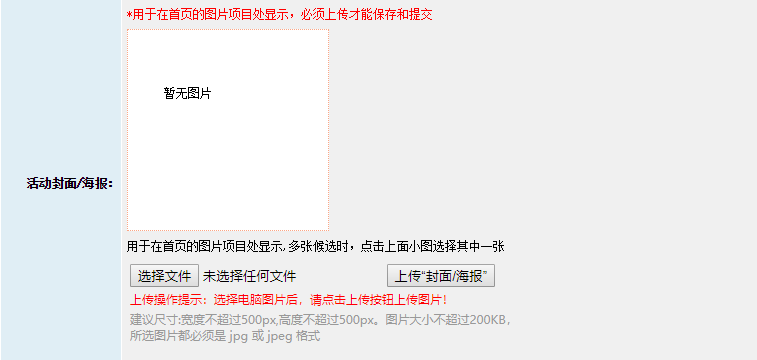 *用于在首页的图片项目处显示，必须上传才能保存和提交
暂无图片
活动封面/海报：
用于在首页的图片项目处显示,多张候选时，点击上面小图选择其中一张
选择文件 未选择任何文件 上传“封面/海报”
上传操作提示：选择电脑图片后，请点击上传按钮上传图片！
建议尺寸:宽度不超过500px,高度不超过500px。图片大小不超过200KB，
所选图片都必须是 jpg 或 jpeg 格式